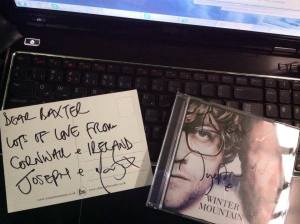 DEAR BAXTER
LOTS OF LOVE FROM
CORNWALL & IRELAND
JOSEPH &
WINTER
MOUNTAIN